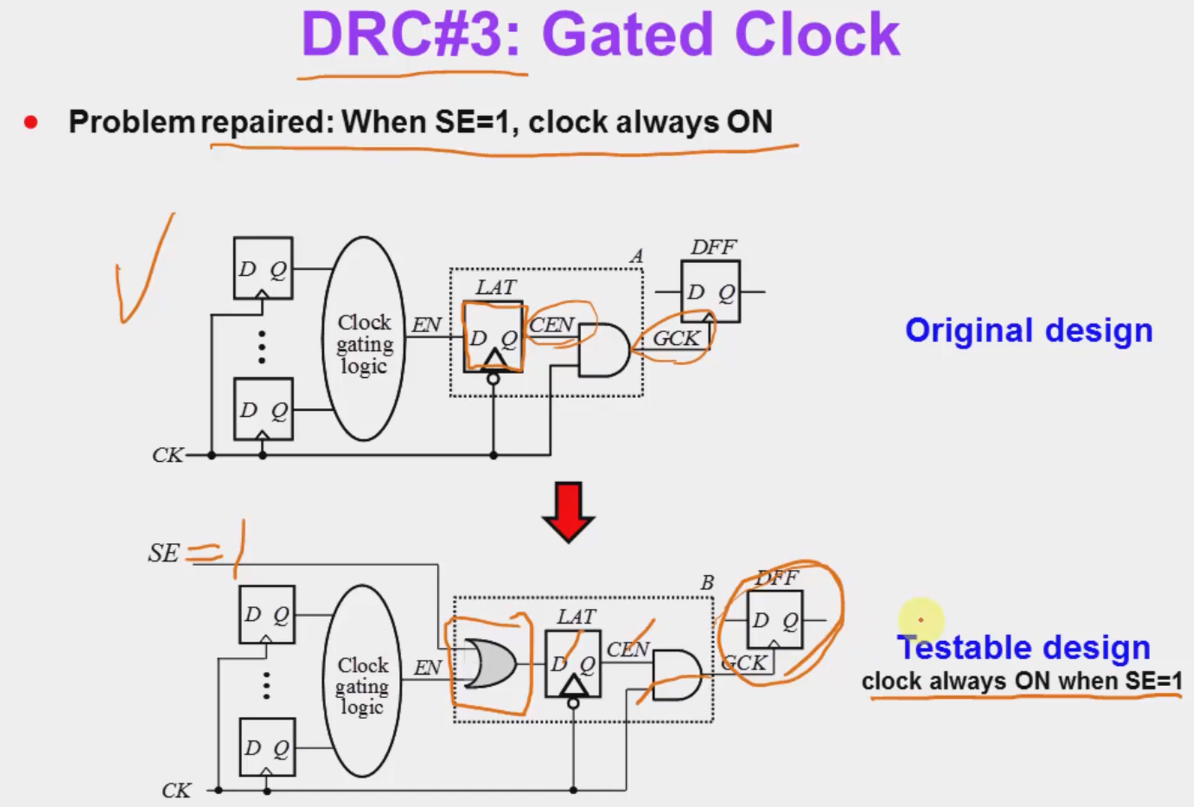 DRC#3: Gated Clock
Problem repaired: When SE=1, clock always ON
DFF
A
LAT
D Q
D Q
Clock
gating
logic
EN
D Q
CEN
GCK
Original design
D Q
CK
SE =1
B
DFF
LAT
D Q
D Q
Clock
gating
logic
EN
D Q
CEN
GCK
Testable design
clock always ON when SE=1
D Q
CK